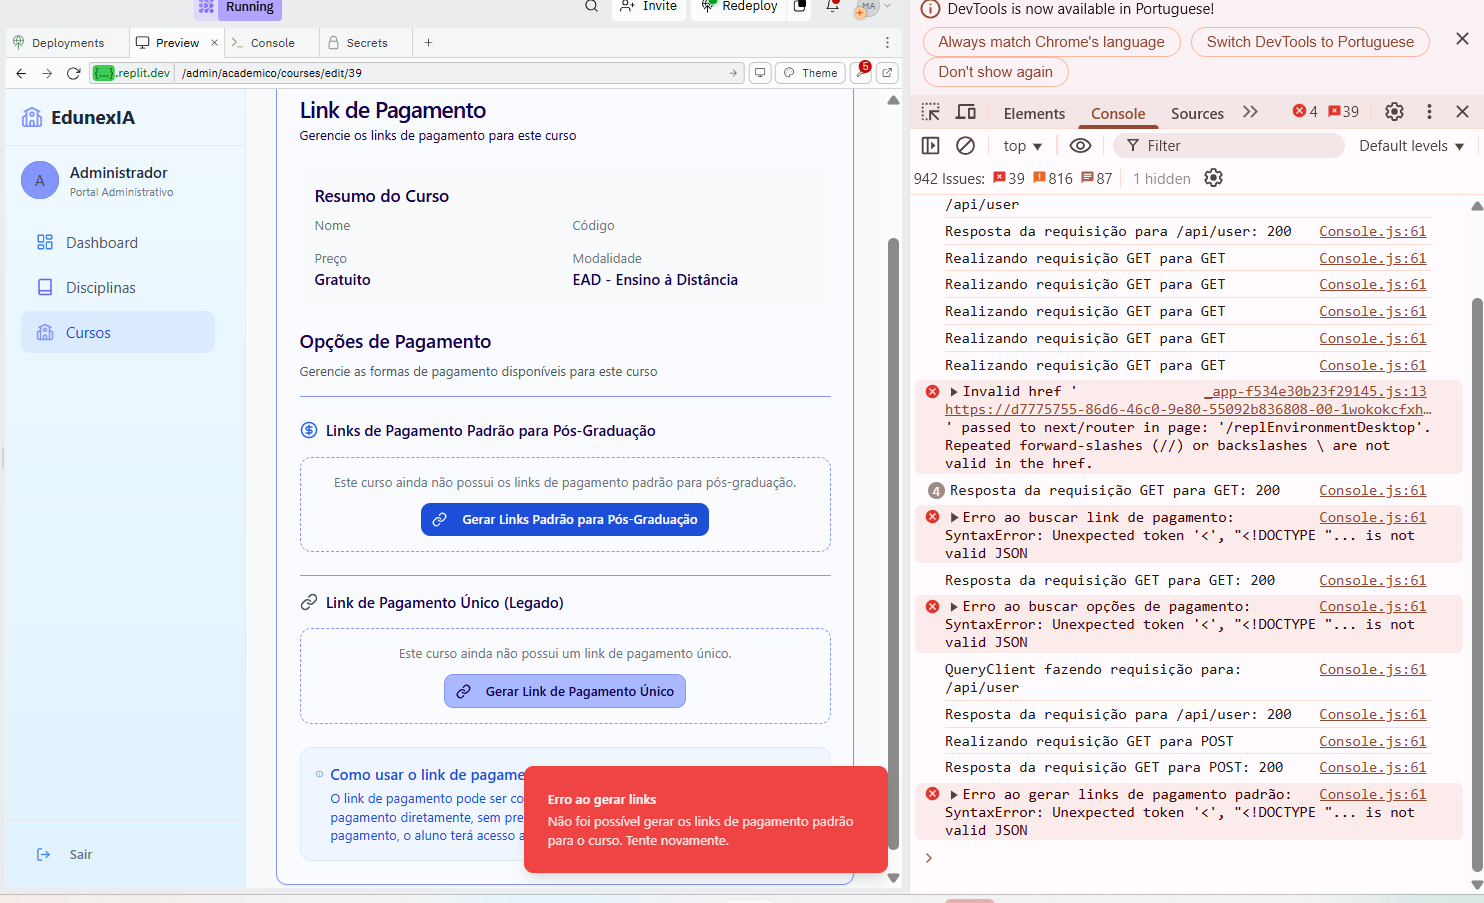 Running
Invite
Redeploy
MA
Deployments
Preview
Console
Secrets
{...}.replit.dev
/admin/academico/courses/edit/39
Theme
5
EdunexIA
A
Administrador
Portal Administrativo
Dashboard
Disciplinas
Cursos
Sair
Link de Pagamento
Gerencie os links de pagamento para este curso
Resumo do Curso
Nome
Código
Preço
Modalidade
Gratuito
EAD - Ensino à Distância
Opções de Pagamento
Gerencie as formas de pagamento disponíveis para este curso
Links de Pagamento Padrão para Pós-Graduação
Este curso ainda não possui os links de pagamento padrão para pós-graduação.
Gerar Links Padrão para Pós-Graduação
Link de Pagamento Único (Legado)
Este curso ainda não possui um link de pagamento único.
Gerar Link de Pagamento Único
Como usar o link de pagame
O link de pagamento pode ser co
pagamento diretamente, sem pre
pagamento, o aluno terá acesso a
Erro ao gerar links
Não foi possível gerar os links de pagamento padrão
para o curso. Tente novamente.
DevTools is now available in Portuguese!
Always match Chrome's language
Switch DevTools to Portuguese
Don't show again
Elements
Console
Sources
4
39
top
Filter
Default levels
942 Issues:
39
816
87
1 hidden
/api/user
Resposta da requisição para /api/user: 200 Console.js:61
Realizando requisição GET para GET Console.js:61
Realizando requisição GET para GET Console.js:61
Realizando requisição GET para GET Console.js:61
Realizando requisição GET para GET Console.js:61
Realizando requisição GET para GET Console.js:61
Invalid href ' _app-f534e30b23f29145.js:13
https://d7775755-86d6-46c0-9e80-55092b836808-00-1wokokcfxh…
' passed to next/router in page: '/replEnvironmentDesktop'.
Repeated forward-slashes (//) or backslashes \ are not
valid in the href.
4 Resposta da requisição GET para GET: 200 Console.js:61
Erro ao buscar link de pagamento: Console.js:61
SyntaxError: Unexpected token '<', "<!DOCTYPE "... is not
valid JSON
Resposta da requisição GET para GET: 200 Console.js:61
Erro ao buscar opções de pagamento: Console.js:61
SyntaxError: Unexpected token '<', "<!DOCTYPE "... is not
valid JSON
QueryClient fazendo requisição para: Console.js:61
/api/user
Resposta da requisição para /api/user: 200 Console.js:61
Realizando requisição GET para POST Console.js:61
Resposta da requisição GET para POST: 200 Console.js:61
Erro ao gerar links de pagamento padrão: Console.js:61
SyntaxError: Unexpected token '<', "<!DOCTYPE "... is not
valid JSON